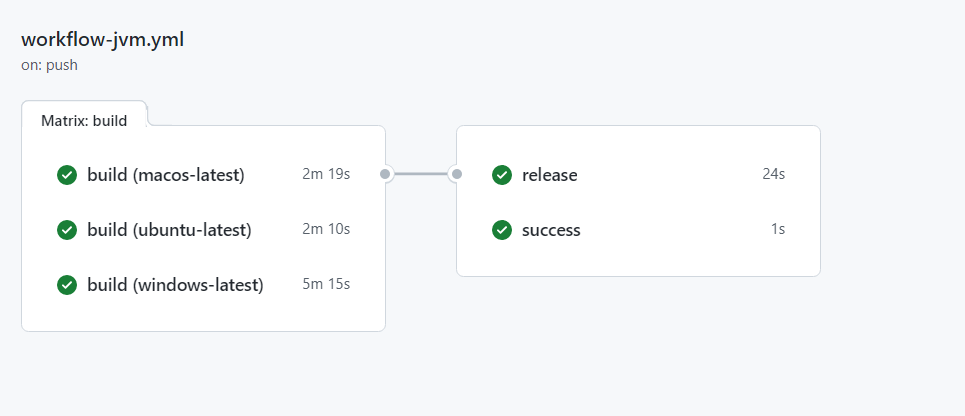 workflow-jvm.yml
on: push
Matrix: build
build (macos-latest) 2m 19s
build (ubuntu-latest) 2m 10s
build (windows-latest) 5m 15s
release 24s
success 1s